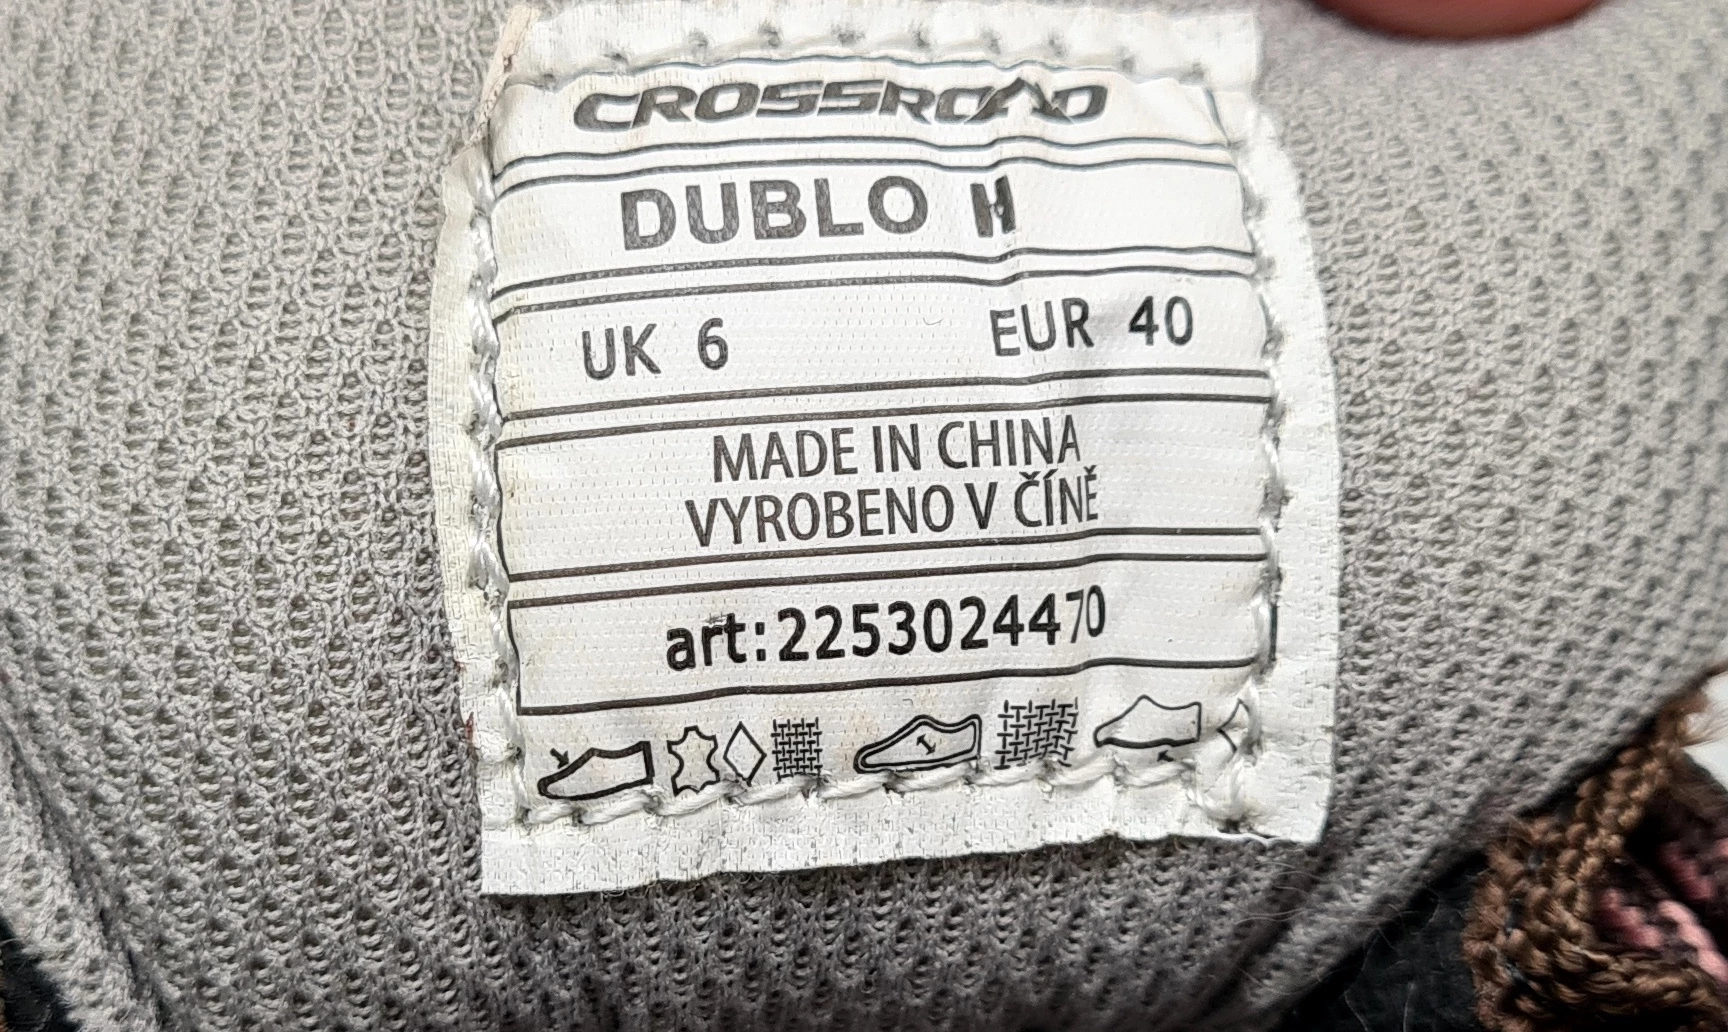 CROSSROAD
DUBLO H
UK 6 EUR 40
MADE IN CHINA
VYROBENO V ČÍNĚ
art:2253024470